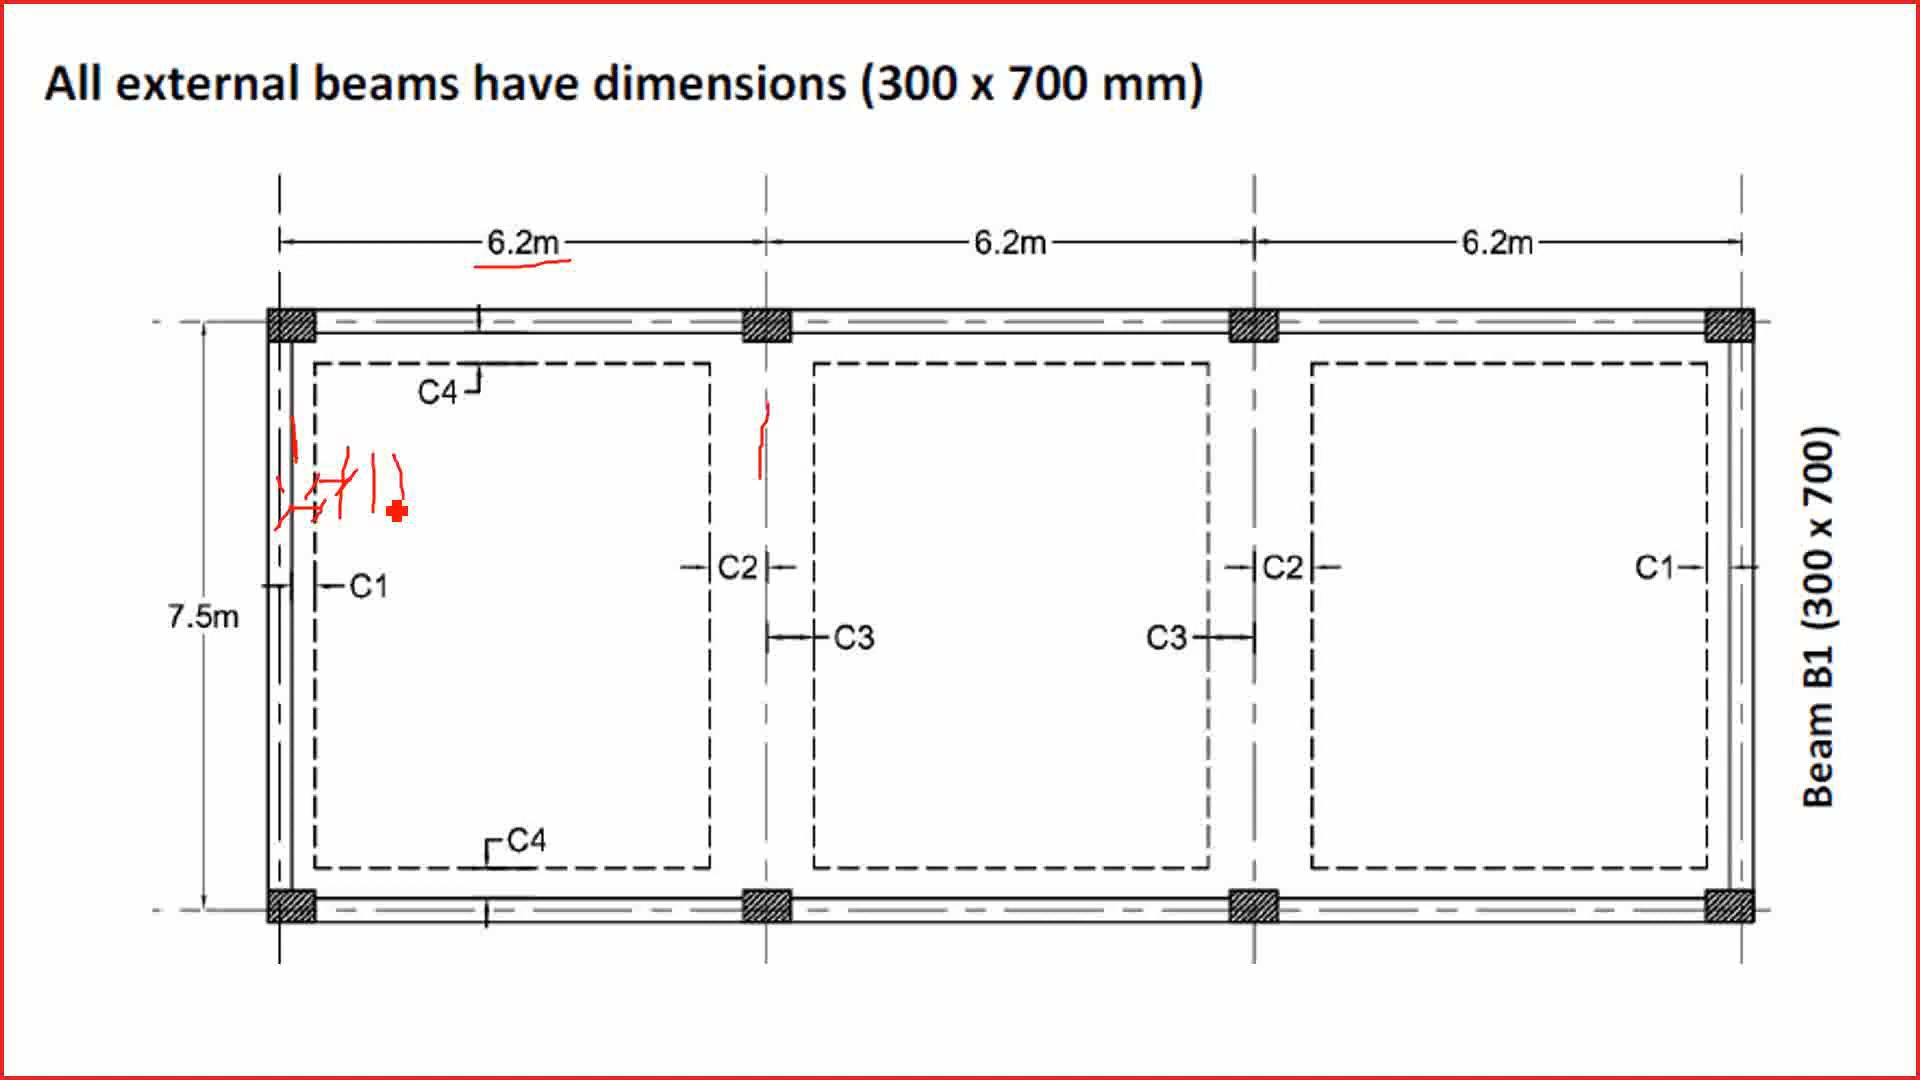 All external beams have dimensions (300 x 700 mm)
6.2m 6.2m 6.2m
C4
C2 C2 C1
C1
7.5m
C3 C3
C4
Beam B1 (300 x 700)